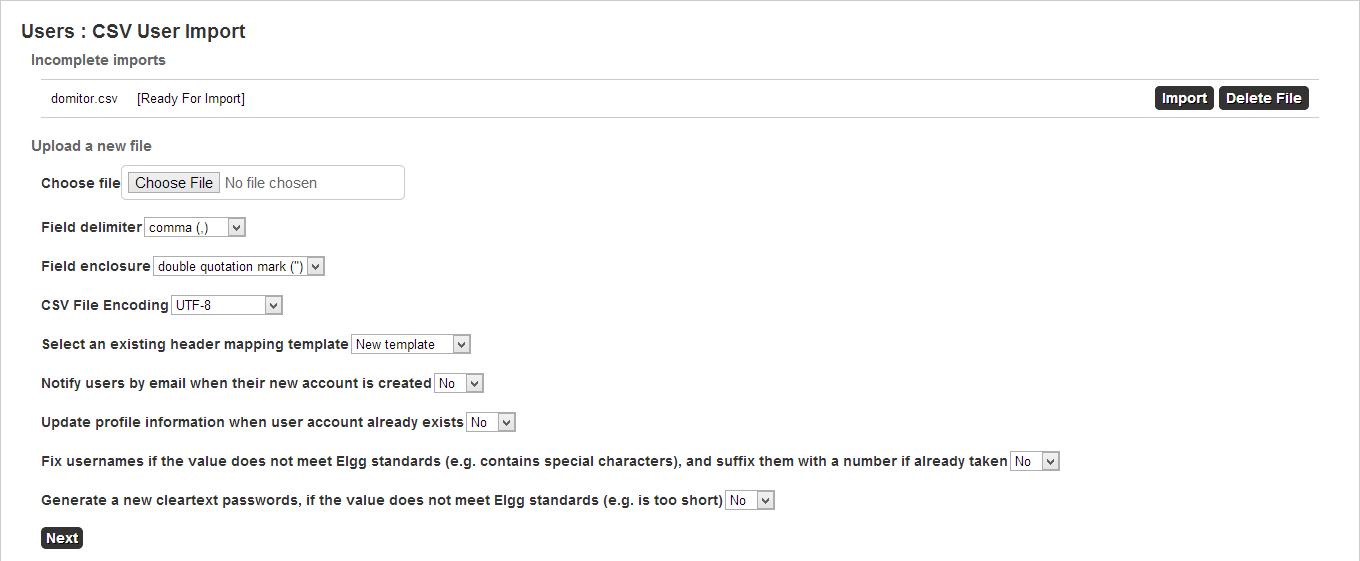 Users : CSV User Import
Incomplete imports
domitor.csv [Ready For Import] Import Delete File
Upload a new file
Choose file Choose File No file chosen
Field delimiter comma (,)
Field enclosure double quotation mark (")
CSV File Encoding UTF-8
Select an existing header mapping template New template
Notify users by email when their new account is created No
Update profile information when user account already exists No
Fix usernames if the value does not meet Elgg standards (e.g. contains special characters), and suffix them with a number if already taken No
Generate a new cleartext passwords, if the value does not meet Elgg standards (e.g. is too short) No
Next